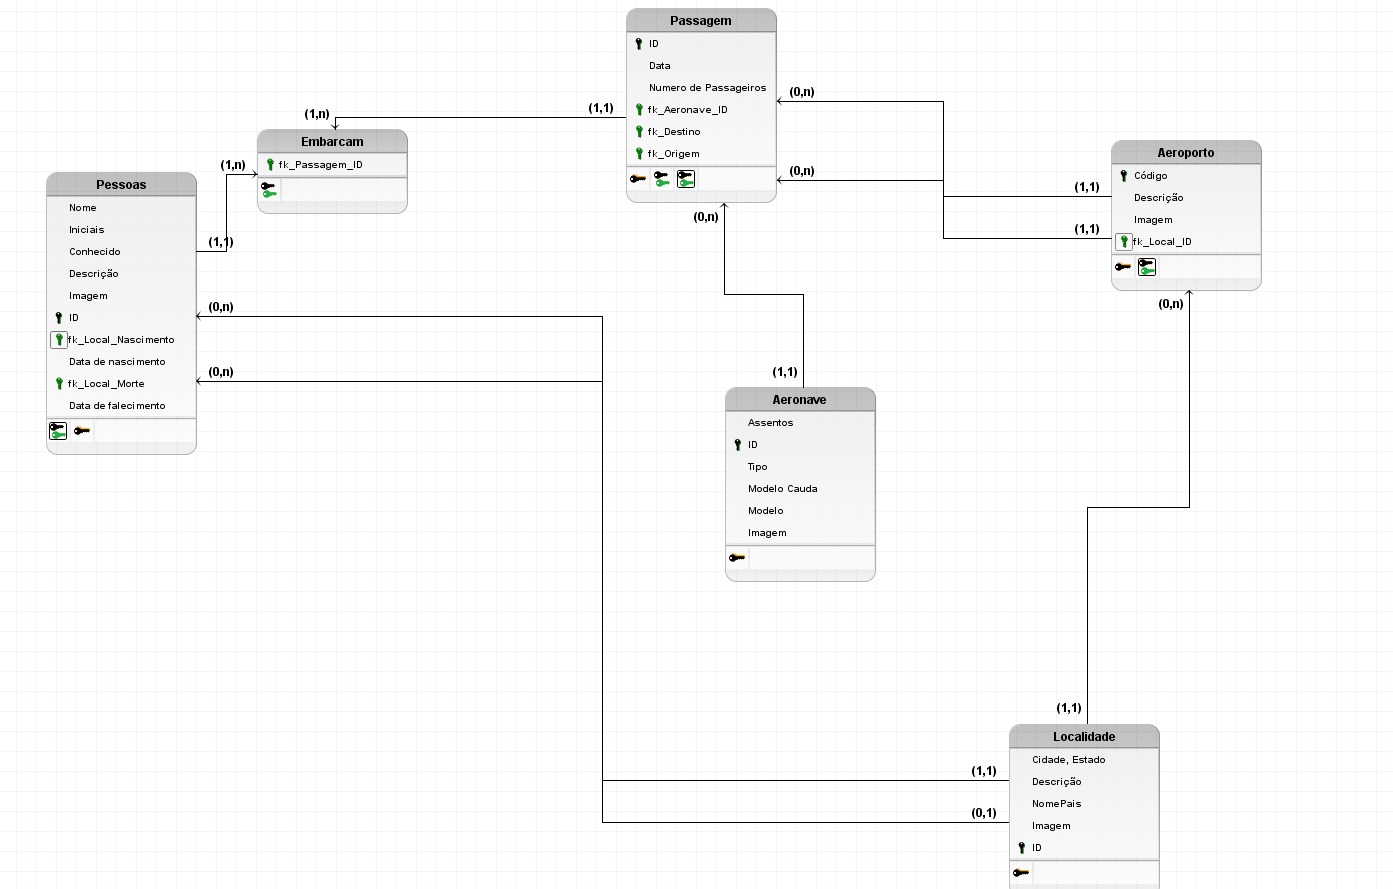 Passagem
ID
Data
Numero de Passageiros
fk_Aeronave_ID
fk_Destino
fk_Origem
(1,1)
(1,n)
(0,n)
(0,n)
(0,n)
Embarcam
fk_Passagem_ID
(1,n)
(1,1)
Pessoas
Nome
Iniciais
Conhecido
Descrição
Imagem
ID
fk_Local_Nascimento
Data de nascimento
fk_Local_Morte
Data de falecimento
(0,n)
(0,n)
Aeroporto
Código
Descrição
Imagem
fk_Local_ID
(1,1)
(1,1)
(0,n)
(1,1)
Aeronave
Assentos
ID
Tipo
Modelo Cauda
Modelo
Imagem
(1,1)
Localidade
Cidade, Estado
Descrição
NomePais
Imagem
ID
(1,1)
(0,1)